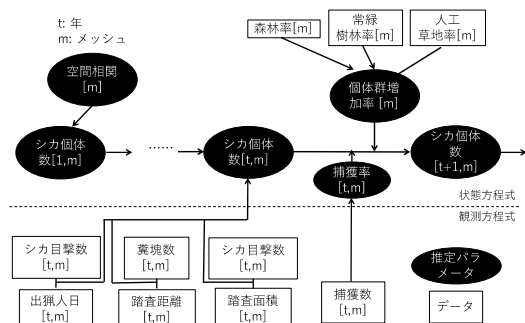 t: 年
m: メッシュ
森林率[m]
常緑
樹林率[m]
人工
草地率[m]
空間相関
[m]
個体群増
加率 [m]
シカ個体
数[1,m]
……
シカ個体
数[t,m]
シカ個体
数
[t+1,m]
捕獲率
[t,m]
状態方程式
観測方程式
シカ目撃数
[t,m]
糞塊数
[t,m]
シカ目撃数
[t,m]
出猟人日
[t,m]
踏査距離
[t,m]
踏査面積
[t,m]
捕獲数
[t,m]
推定パラ
メータ
データ